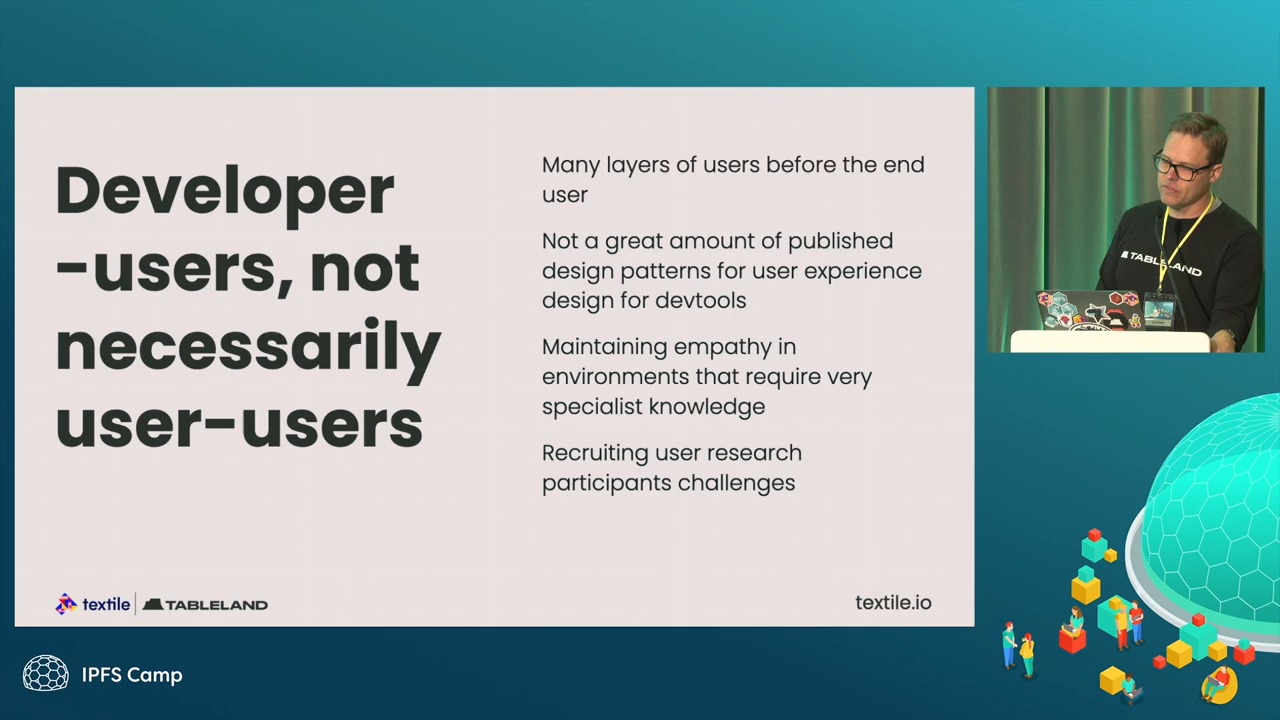 Developer
-users, not
necessarily
user-users
Many layers of users before the end
user
Not a great amount of published
design patterns for user experience
design for devtools
Maintaining empathy in
environments that require very
specialist knowledge
Recruiting user research
participants challenges
textile
TABLELAND
textile.io
TABLELAND
IPFS Camp